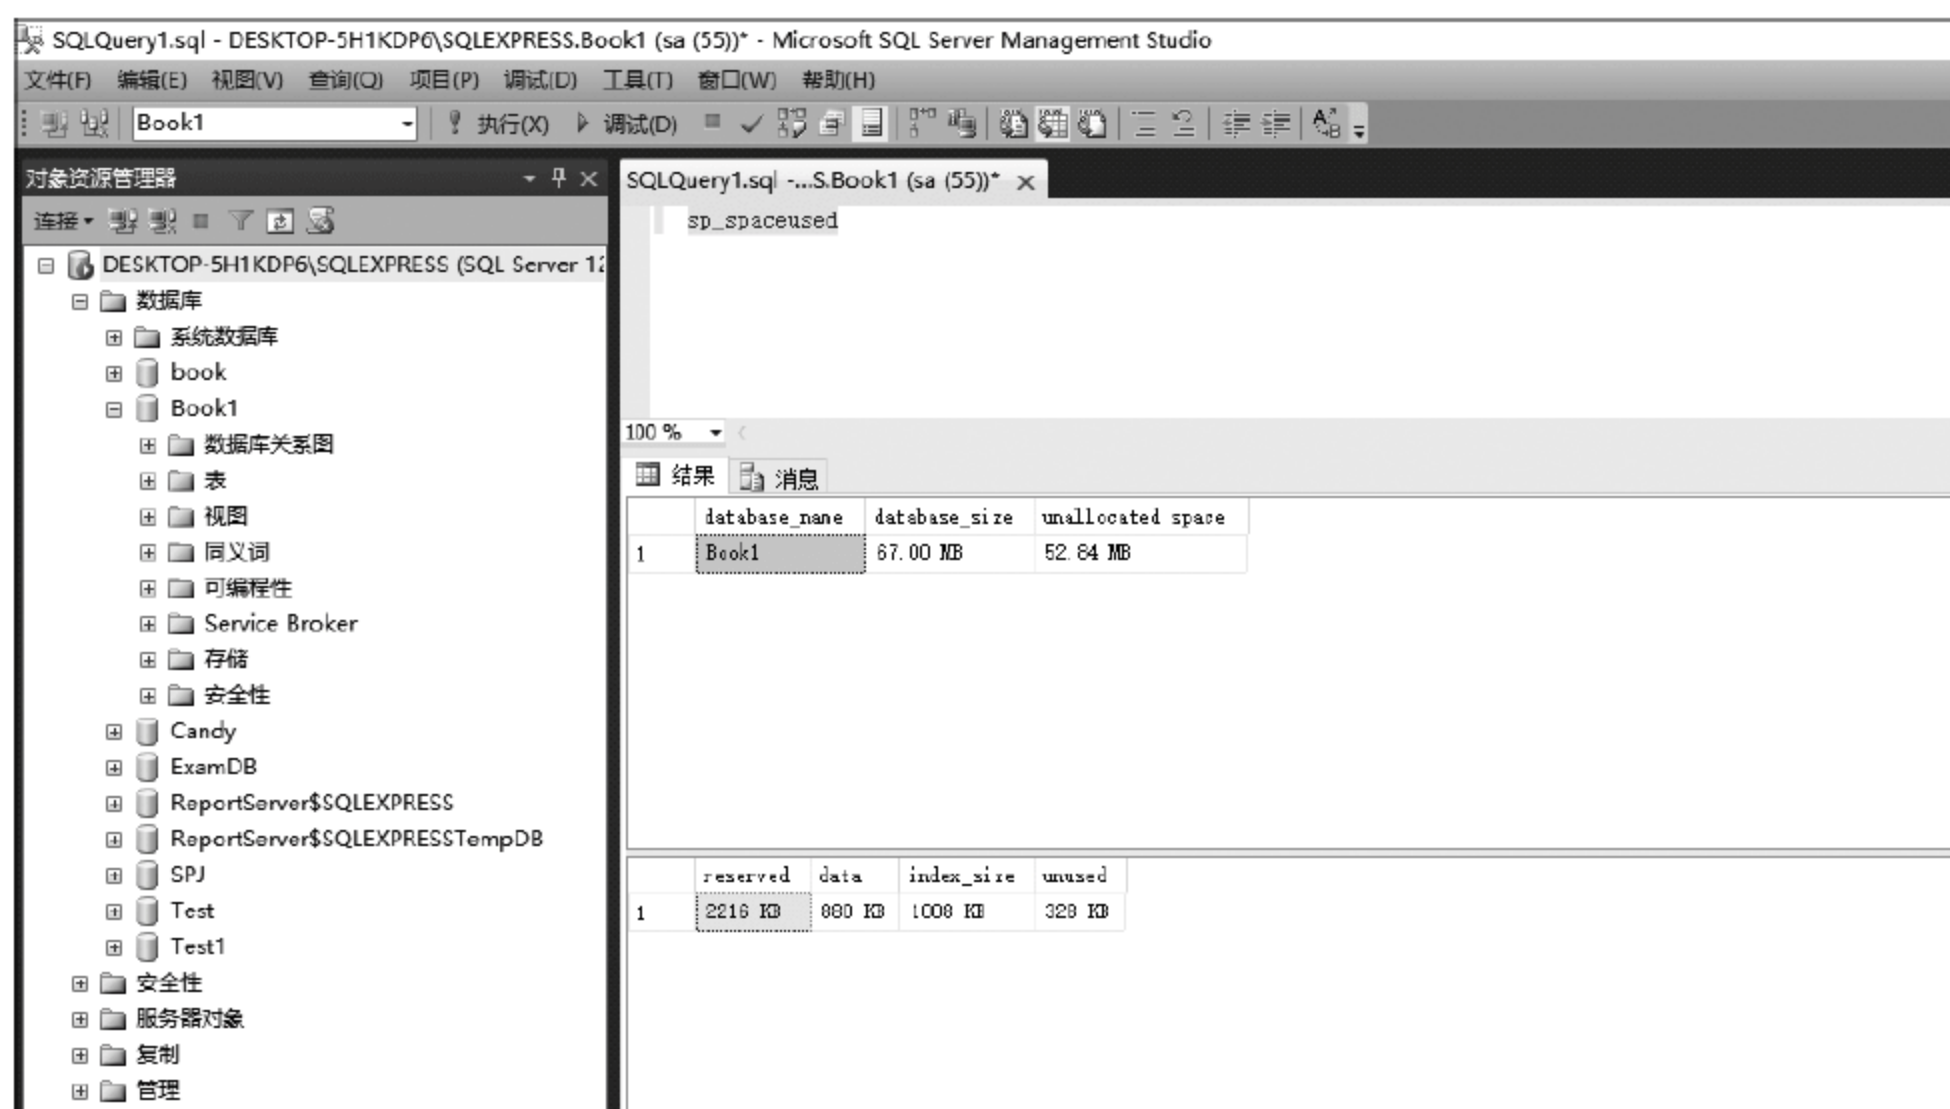 SQLQuery1.sql - DESKTOP-5H1KDP6\SQLEXPRESS.Book1 (sa (55))* - Microsoft SQL Server Management Studio
文件(F) 编辑(E) 视图(V) 查询(Q) 项目(P) 调试(D) 工具(T) 窗口(W) 帮助(H)
Book1 执行(X) 调试(D)
对象资源管理器
连接
DESKTOP-5H1KDP6\SQLEXPRESS (SQL Server 12
数据库
系统数据库
book
Book1
数据库关系图
表
视图
同义词
可编程性
Service Broker
存储
安全性
Candy
ExamDB
ReportServer$SQLEXPRESS
ReportServer$SQLEXPRESSTempDB
SPJ
Test
Test1
安全性
服务器对象
复制
管理
SQLQuery1.sql -...S.Book1 (sa (55))*
sp_spaceused
100 %
结果 消息
database_name database_size unallocated space
1 Book1 67.00 MB 52.84 MB
reserved data index_size unused
1 2216 KB 880 KB 1008 KB 328 KB